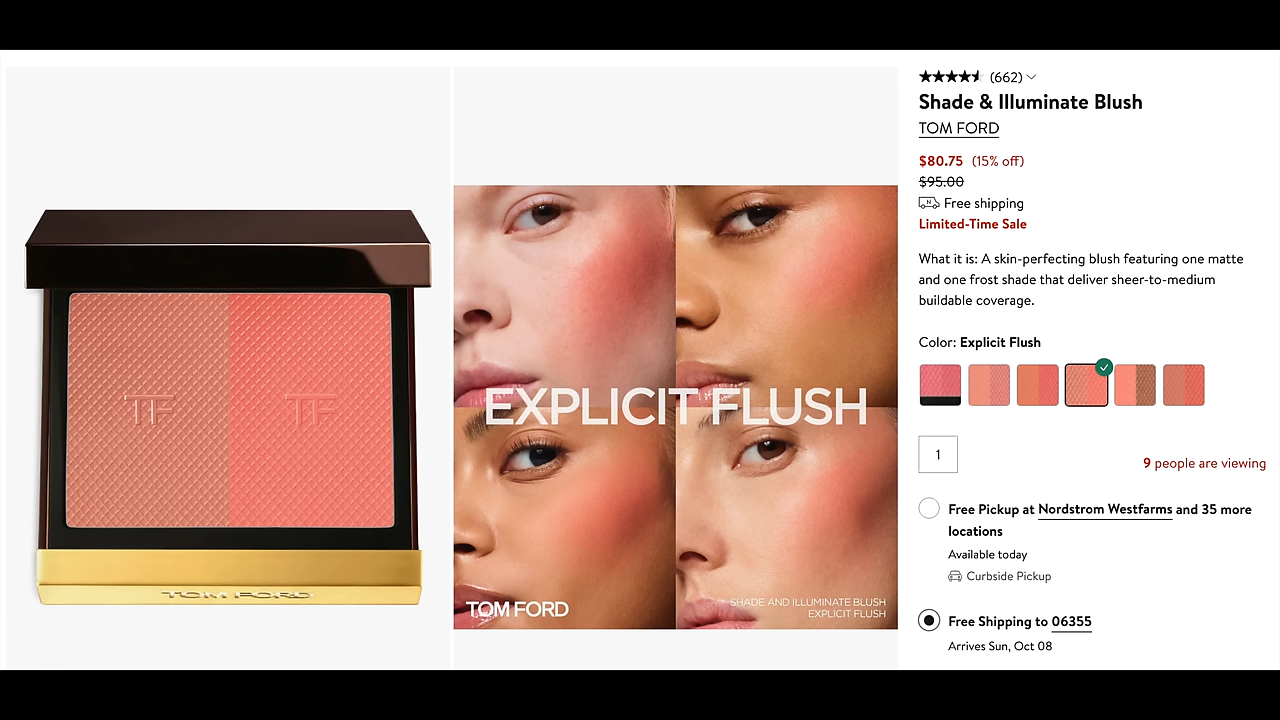 TF TF
TOM FORD
EXPLICIT FLUSH
TOM FORD
SHADE AND ILLUMINATE BLUSH
EXPLICIT FLUSH
(662)
Shade & Illuminate Blush
TOM FORD
$80.75 (15% off)
$95.00
N Free shipping
Limited-Time Sale
What it is: A skin-perfecting blush featuring one matte
and one frost shade that deliver sheer-to-medium
buildable coverage.
Color: Explicit Flush
1
9 people are viewing
Free Pickup at Nordstrom Westfarms and 35 more
locations
Available today
Curbside Pickup
Free Shipping to 06355
Arrives Sun, Oct 08